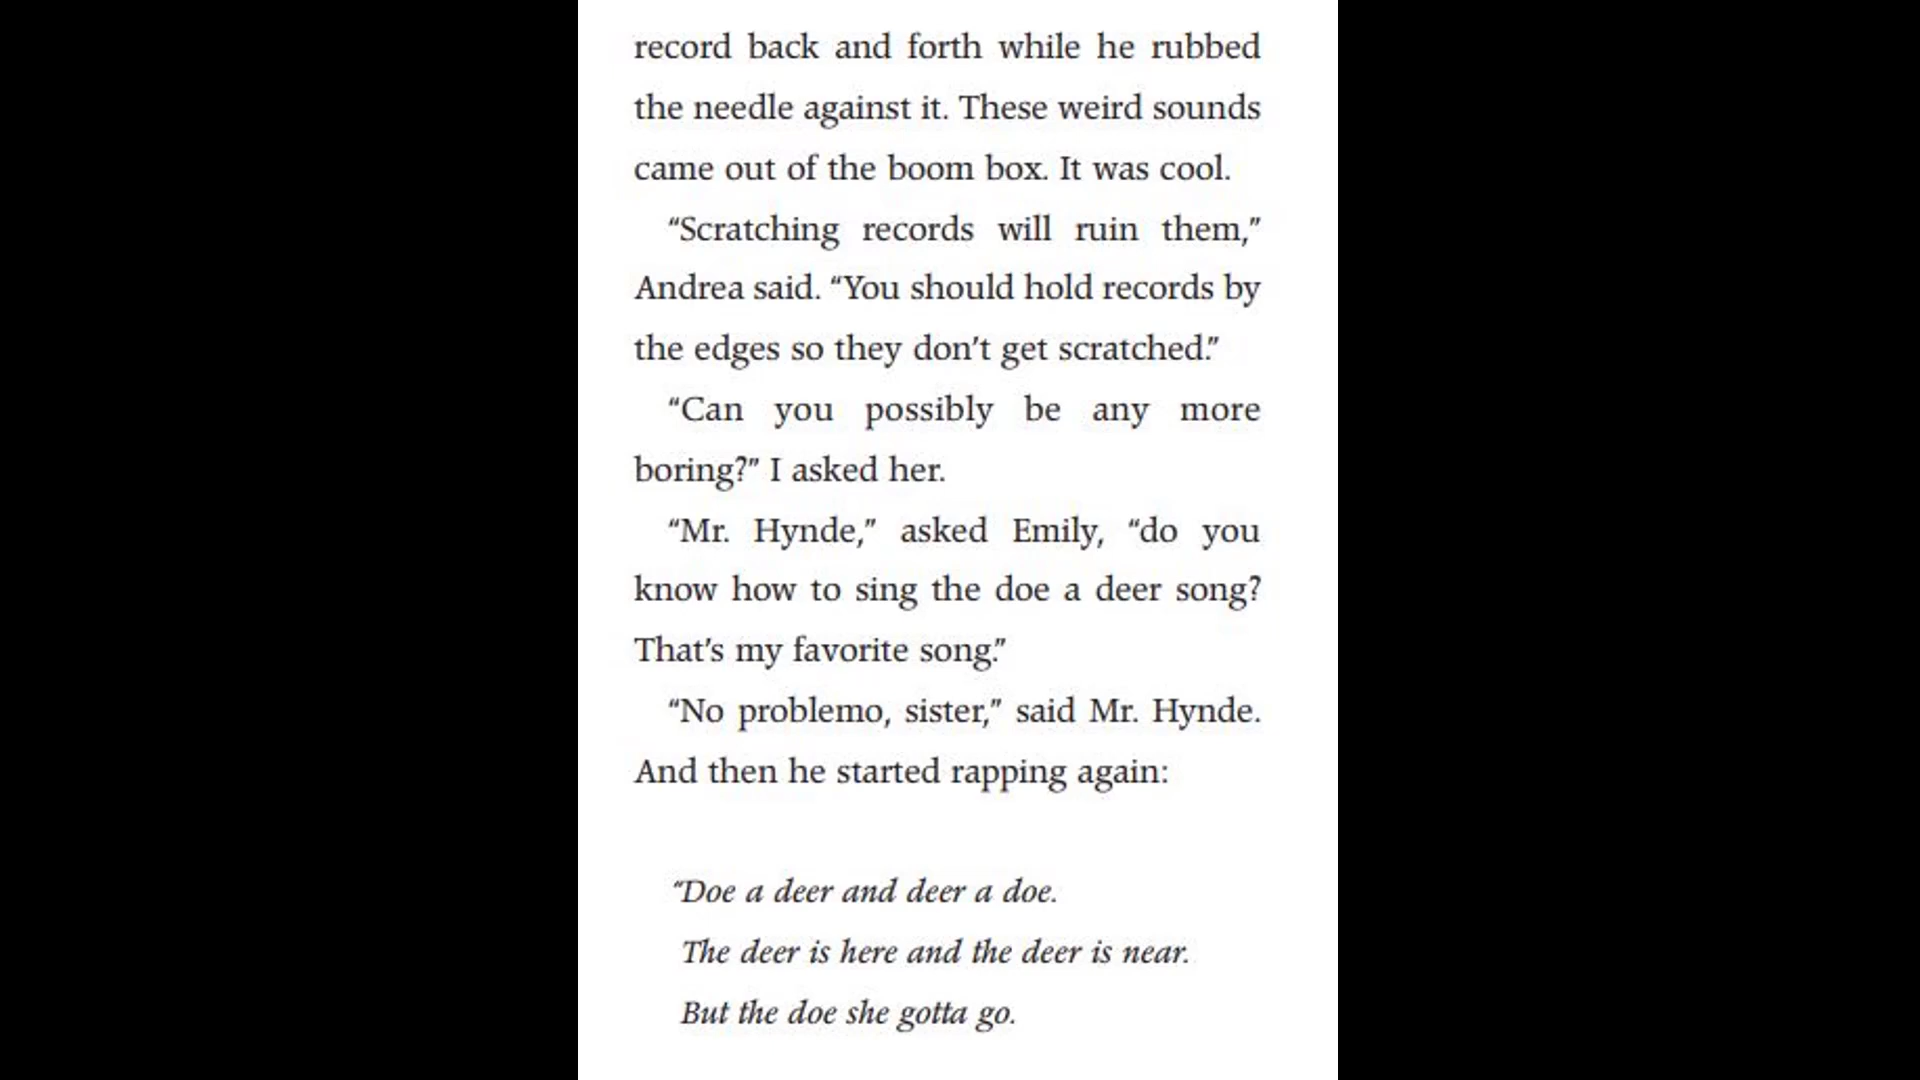 record back and forth while he rubbed
the needle against it. These weird sounds
came out of the boom box. It was cool.
“Scratching records will ruin them,”
Andrea said. “You should hold records by
the edges so they don’t get scratched.”
“Can you possibly be any more
boring?” I asked her.
“Mr. Hynde,” asked Emily, “do you
know how to sing the doe a deer song?
That’s my favorite song.”
“No problemo, sister,” said Mr. Hynde.
And then he started rapping again:
“Doe a deer and deer a doe.
The deer is here and the deer is near.
But the doe she gotta go.